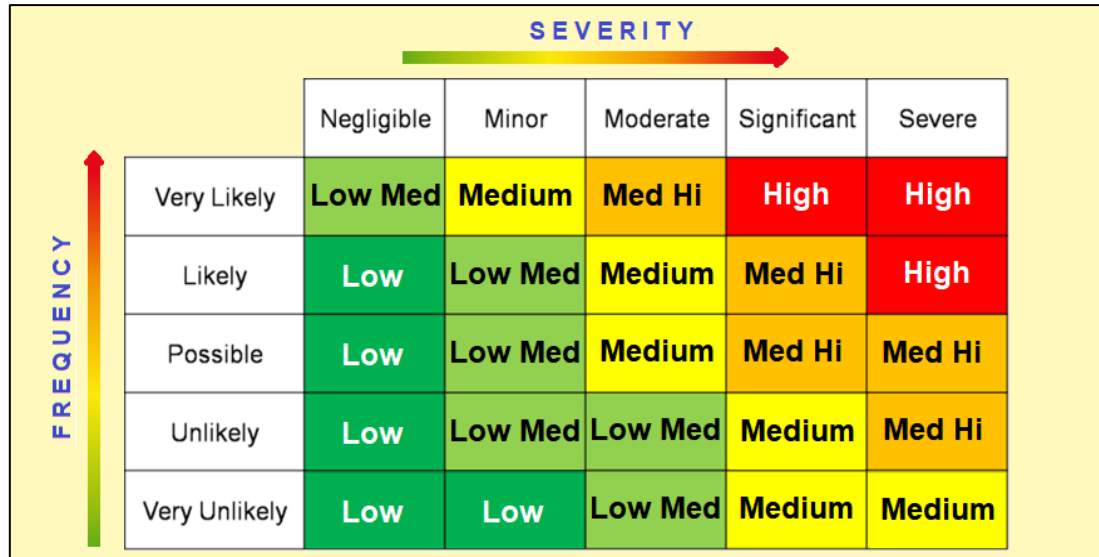 S E V E R I T Y
Negligible Minor Moderate Significant Severe
F R E Q U E N C Y
Very Likely Low Med Medium Med Hi High High
Likely Low Low Med Medium Med Hi High
Possible Low Low Med Medium Med Hi Med Hi
Unlikely Low Low Med Low Med Medium Med Hi
Very Unlikely Low Low Low Med Medium Medium